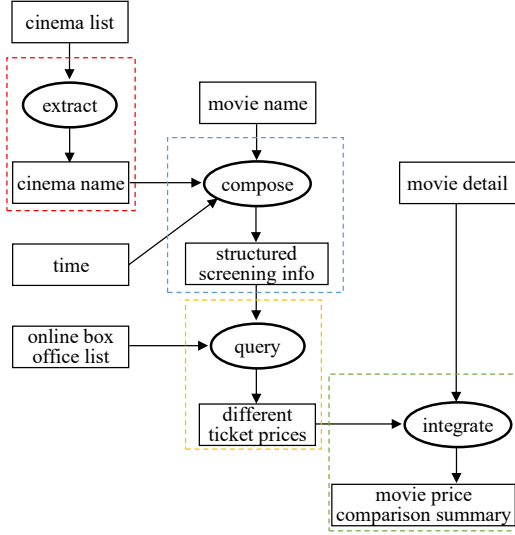 cinema list
extract
cinema name
movie name
compose
movie detail
time
structured
screening info
online box
office list
query
different
ticket prices
integrate
movie price
comparison summary